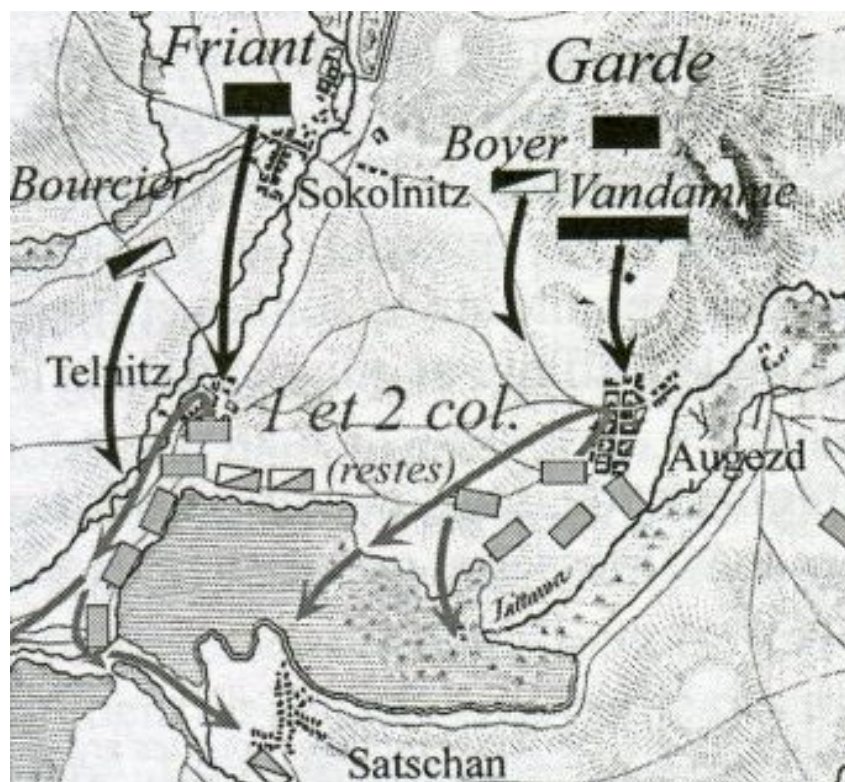 Friant
Garde
Boyer
Bourcier
Sokolnitz
Vandamme
Telnitz
1 et 2 col.
(restes)
Augezd
Satschan